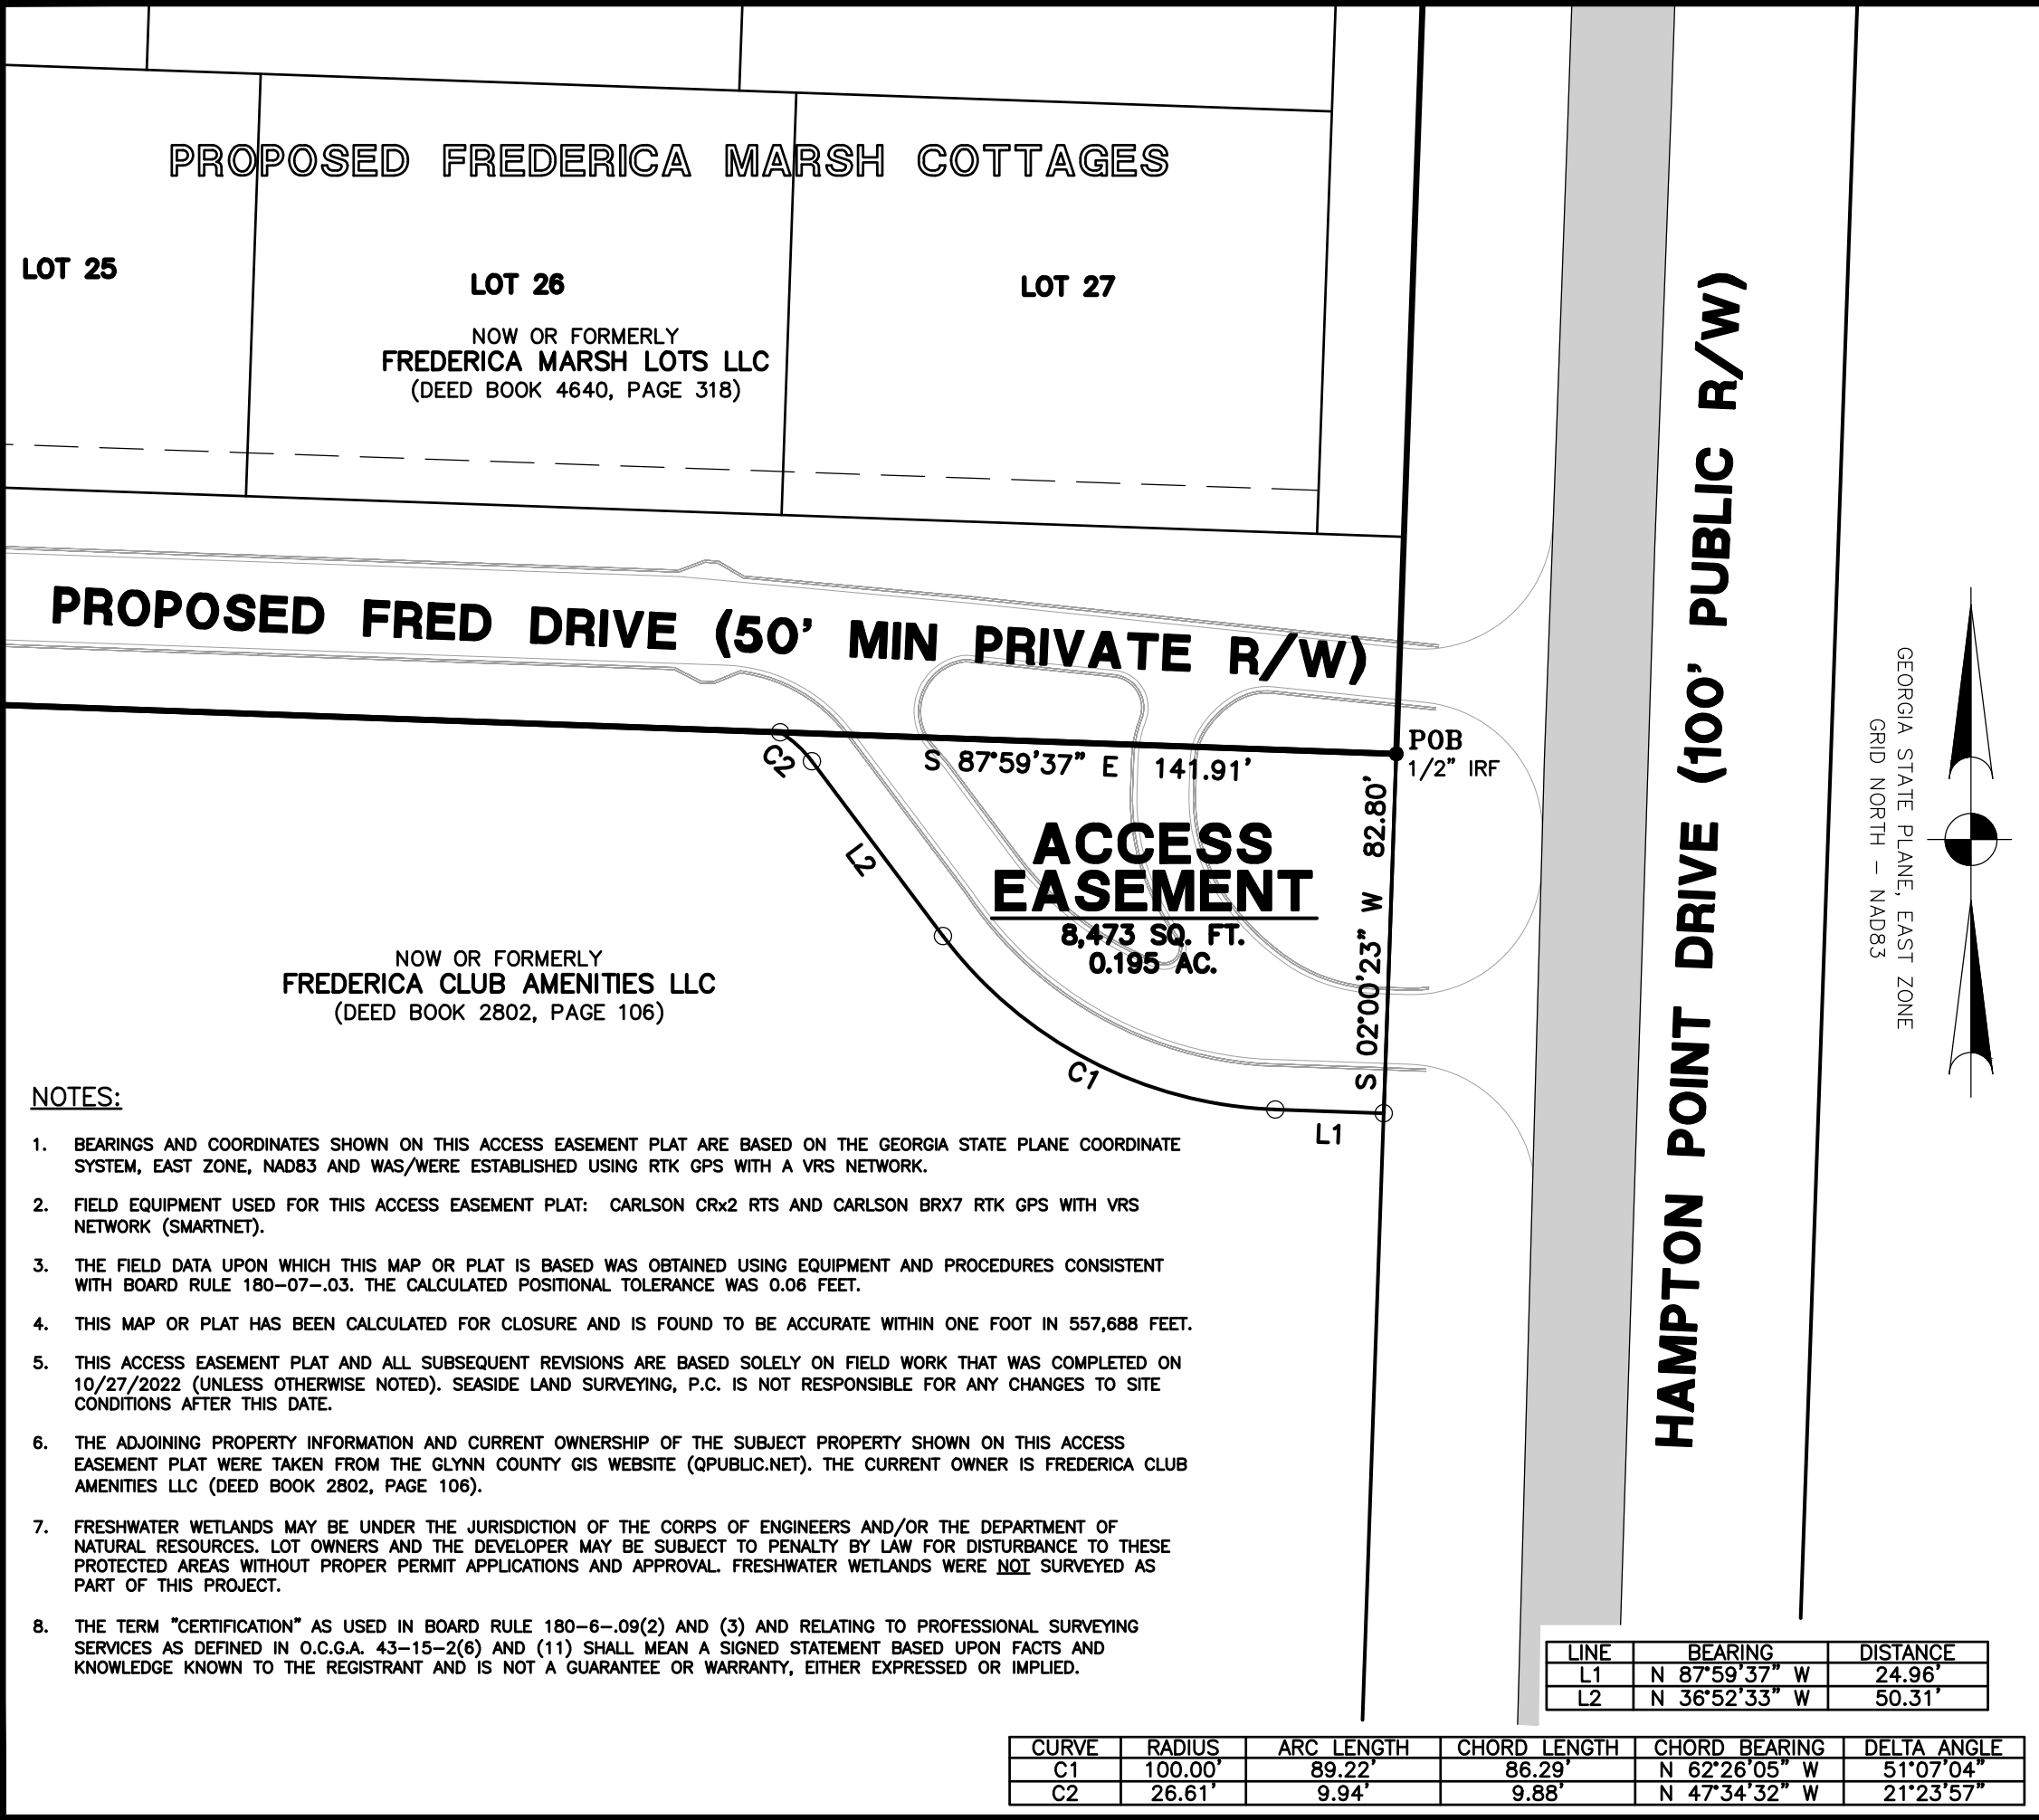 PROPOSED FREDERICA MARSH COTTAGES
LOT 25
LOT 26
LOT 27
NOW OR FORMERLY
FREDERICA MARSH LOTS LLC
(DEED BOOK 4640, PAGE 318)
PROPOSED FRED DRIVE (50' MIN PRIVATE R/W)
HAMPTON POINT DRIVE (100' PUBLIC R/W)
GEORGIA STATE PLANE, EAST ZONE
GRID NORTH - NAD83
POB
1/2" IRF
S 87°59'37" E 141.91'
S 02°00'23" W 82.80'
C2
L2
C1
L1
ACCESS
EASEMENT
8,473 SQ. FT.
0.195 AC.
NOW OR FORMERLY
FREDERICA CLUB AMENITIES LLC
(DEED BOOK 2802, PAGE 106)
NOTES:
1. BEARINGS AND COORDINATES SHOWN ON THIS ACCESS EASEMENT PLAT ARE BASED ON THE GEORGIA STATE PLANE COORDINATE
SYSTEM, EAST ZONE, NAD83 AND WAS/WERE ESTABLISHED USING RTK GPS WITH A VRS NETWORK.
2. FIELD EQUIPMENT USED FOR THIS ACCESS EASEMENT PLAT: CARLSON CRx2 RTS AND CARLSON BRX7 RTK GPS WITH VRS
NETWORK (SMARTNET).
3. THE FIELD DATA UPON WHICH THIS MAP OR PLAT IS BASED WAS OBTAINED USING EQUIPMENT AND PROCEDURES CONSISTENT
WITH BOARD RULE 180-07-.03. THE CALCULATED POSITIONAL TOLERANCE WAS 0.06 FEET.
4. THIS MAP OR PLAT HAS BEEN CALCULATED FOR CLOSURE AND IS FOUND TO BE ACCURATE WITHIN ONE FOOT IN 557,688 FEET.
5. THIS ACCESS EASEMENT PLAT AND ALL SUBSEQUENT REVISIONS ARE BASED SOLELY ON FIELD WORK THAT WAS COMPLETED ON
10/27/2022 (UNLESS OTHERWISE NOTED). SEASIDE LAND SURVEYING, P.C. IS NOT RESPONSIBLE FOR ANY CHANGES TO SITE
CONDITIONS AFTER THIS DATE.
6. THE ADJOINING PROPERTY INFORMATION AND CURRENT OWNERSHIP OF THE SUBJECT PROPERTY SHOWN ON THIS ACCESS
EASEMENT PLAT WERE TAKEN FROM THE GLYNN COUNTY GIS WEBSITE (QPUBLIC.NET). THE CURRENT OWNER IS FREDERICA CLUB
AMENITIES LLC (DEED BOOK 2802, PAGE 106).
7. FRESHWATER WETLANDS MAY BE UNDER THE JURISDICTION OF THE CORPS OF ENGINEERS AND/OR THE DEPARTMENT OF
NATURAL RESOURCES. LOT OWNERS AND THE DEVELOPER MAY BE SUBJECT TO PENALTY BY LAW FOR DISTURBANCE TO THESE
PROTECTED AREAS WITHOUT PROPER PERMIT APPLICATIONS AND APPROVAL. FRESHWATER WETLANDS WERE NOT SURVEYED AS
PART OF THIS PROJECT.
8. THE TERM "CERTIFICATION" AS USED IN BOARD RULE 180-6-.09(2) AND (3) AND RELATING TO PROFESSIONAL SURVEYING
SERVICES AS DEFINED IN O.C.G.A. 43-15-2(6) AND (11) SHALL MEAN A SIGNED STATEMENT BASED UPON FACTS AND
KNOWLEDGE KNOWN TO THE REGISTRANT AND IS NOT A GUARANTEE OR WARRANTY, EITHER EXPRESSED OR IMPLIED.
LINE BEARING DISTANCE
L1 N 87°59'37" W 24.96'
L2 N 36°52'33" W 50.31'
CURVE RADIUS ARC LENGTH CHORD LENGTH CHORD BEARING DELTA ANGLE
C1 100.00' 89.22' 86.29' N 62°26'05" W 51°07'04"
C2 26.61' 9.94' 9.88' N 47°34'32" W 21°23'57"